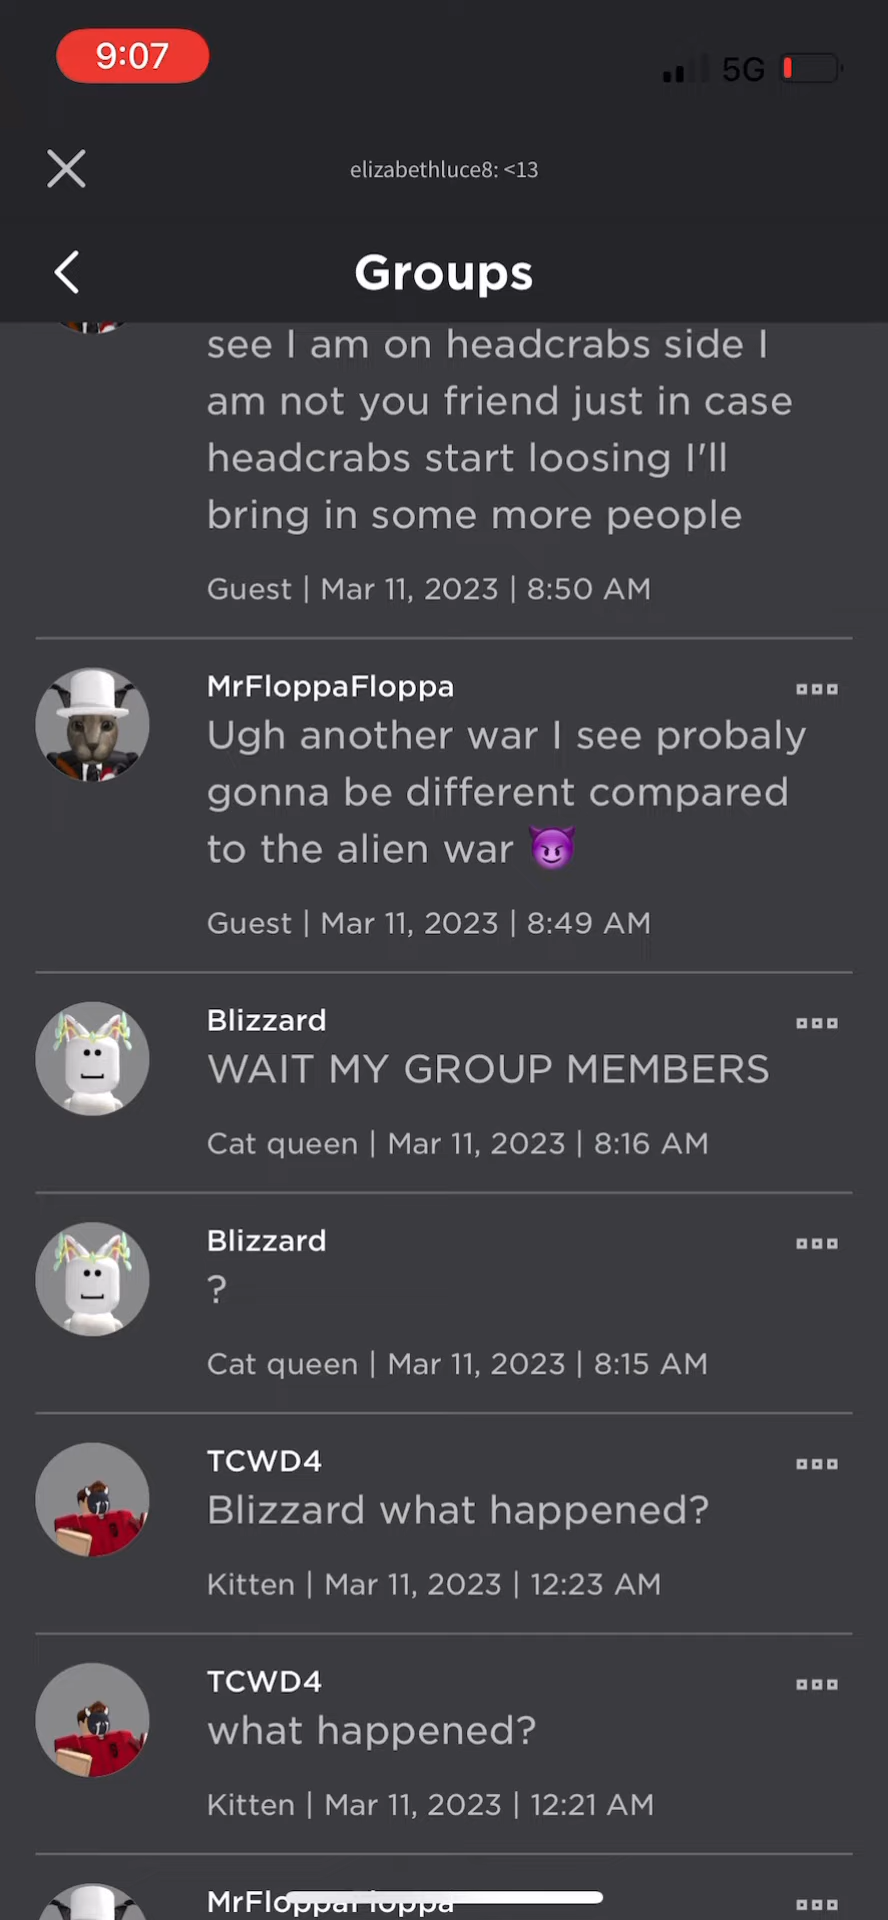 9:07
5G
elizabethluce8: <13
Groups
see I am on headcrabs side I
am not you friend just in case
headcrabs start loosing I'll
bring in some more people
Guest | Mar 11, 2023 | 8:50 AM
MrFloppaFloppa
Ugh another war I see probaly
gonna be different compared
to the alien war 😈
Guest | Mar 11, 2023 | 8:49 AM
Blizzard
WAIT MY GROUP MEMBERS
Cat queen | Mar 11, 2023 | 8:16 AM
Blizzard
?
Cat queen | Mar 11, 2023 | 8:15 AM
TCWD4
Blizzard what happened?
Kitten | Mar 11, 2023 | 12:23 AM
TCWD4
what happened?
Kitten | Mar 11, 2023 | 12:21 AM
MrFloppaFloppa